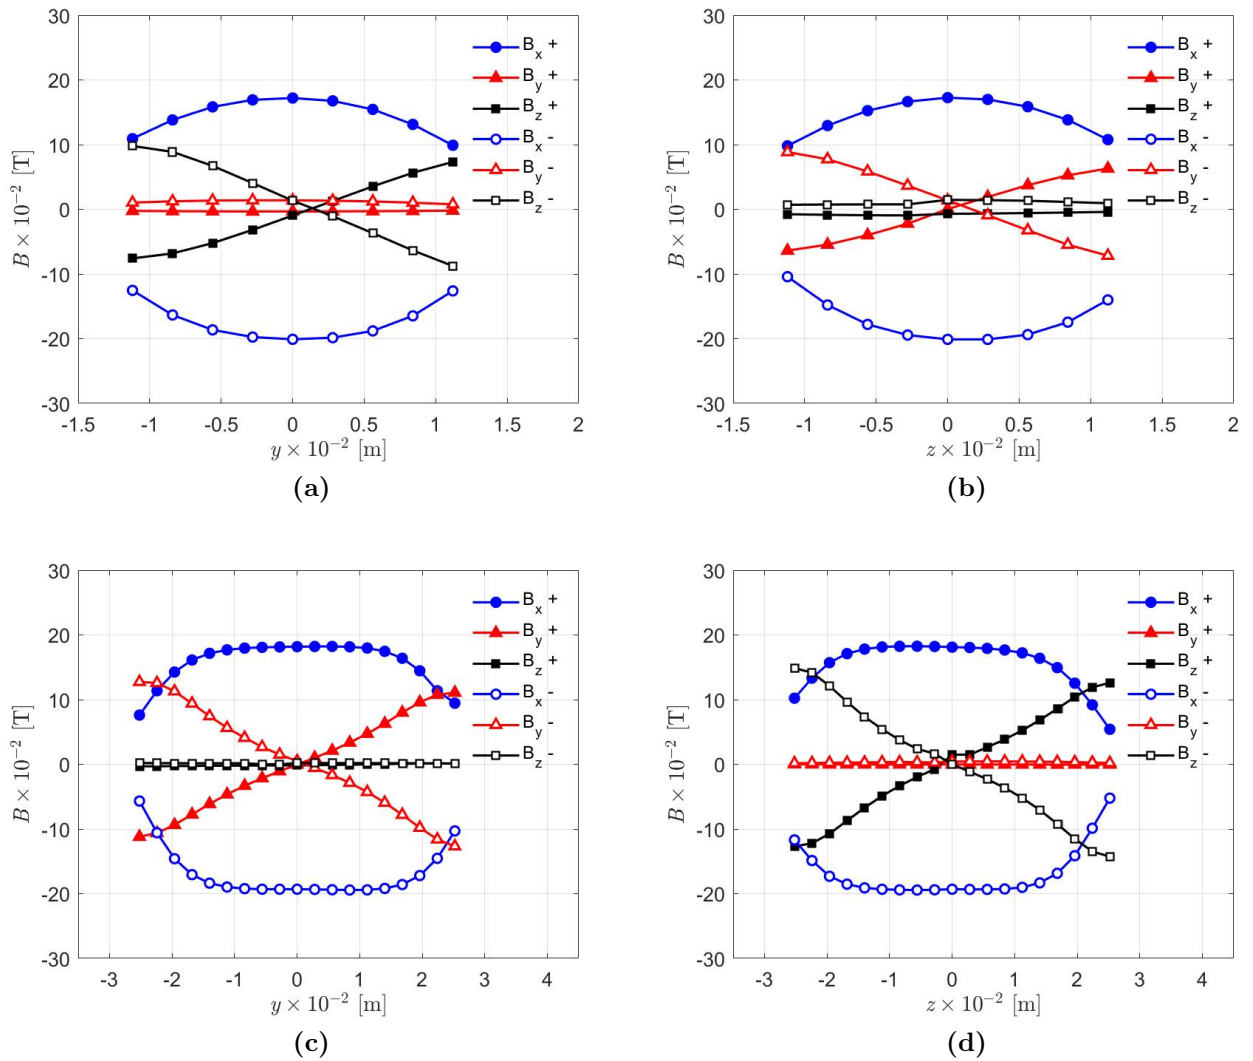 30
20
10
0
-10
-20
-30
B × 10⁻² [T]
-1.5 -1 -0.5 0 0.5 1 1.5 2
y × 10⁻² [m]
B_x +
B_y +
B_z +
B_x -
B_y -
B_z -
(a)
30
20
10
0
-10
-20
-30
B × 10⁻² [T]
-1.5 -1 -0.5 0 0.5 1 1.5 2
z × 10⁻² [m]
B_x +
B_y +
B_z +
B_x -
B_y -
B_z -
(b)
30
20
10
0
-10
-20
-30
B × 10⁻² [T]
-3 -2 -1 0 1 2 3 4
y × 10⁻² [m]
B_x +
B_y +
B_z +
B_x -
B_y -
B_z -
(c)
30
20
10
0
-10
-20
-30
B × 10⁻² [T]
-3 -2 -1 0 1 2 3 4
z × 10⁻² [m]
B_x +
B_y +
B_z +
B_x -
B_y -
B_z -
(d)